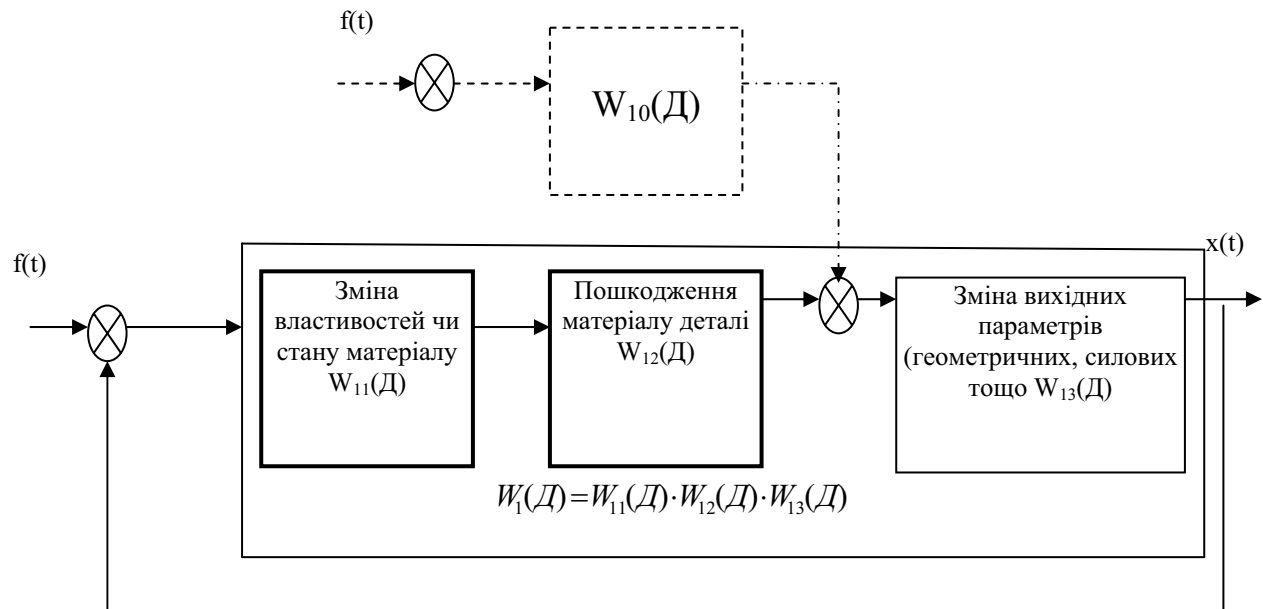 f(t)
W₁₀(Д)
f(t)
x(t)
Зміна
властивостей чи
стану матеріалу
W₁₁(Д)
Пошкодження
матеріалу деталі
W₁₂(Д)
Зміна вихідних
параметрів
(геометричних, силових
тощо W₁₃(Д)
W₁(Д)=W₁₁(Д)·W₁₂(Д)·W₁₃(Д)